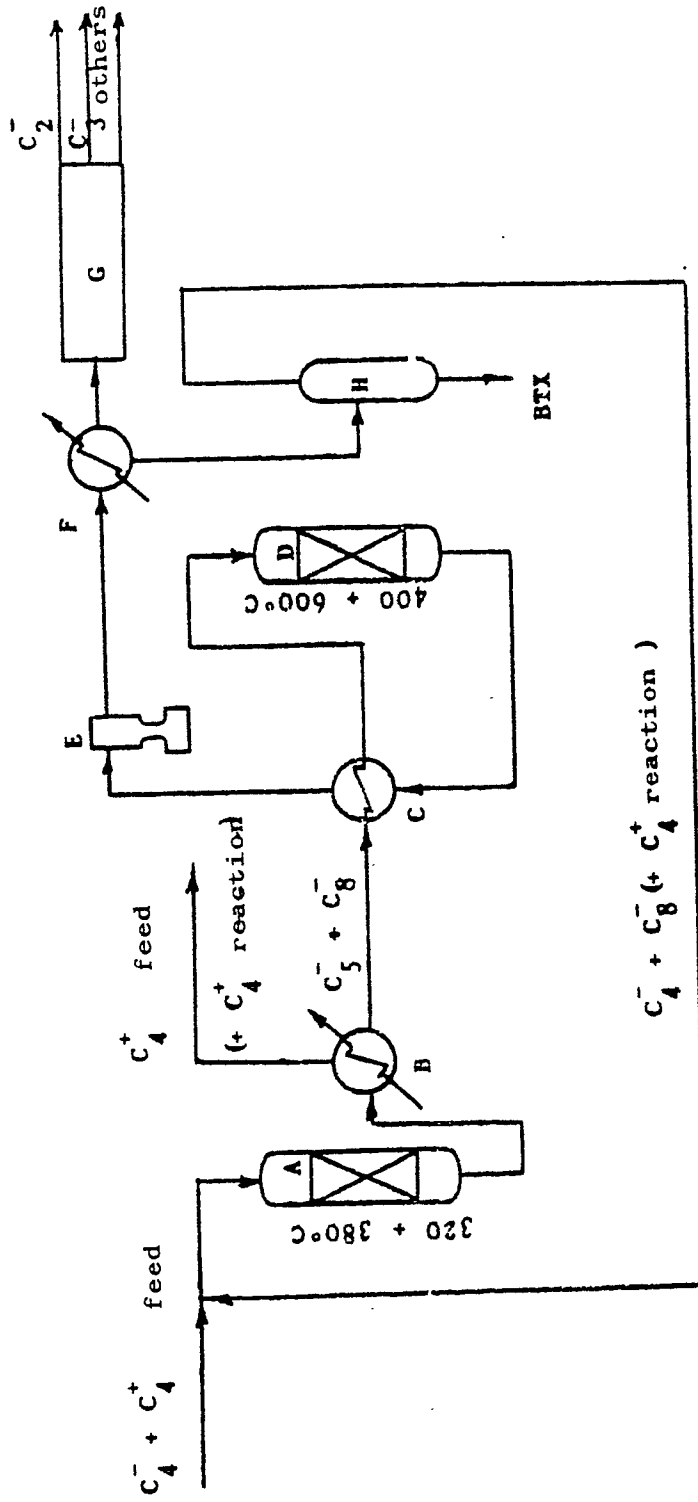 C₄⁻ + C₄⁺ feed
320 + 380°C
A
B
C₄⁺ feed
(+ C₄⁺ reaction)
C₅⁻ + C₈⁻
C
D
400 + 600°C
E
F
G
C₂⁻
C₃⁻
others
H
BTX
C₄⁻ + C₈⁻ (+ C₄⁺ reaction )